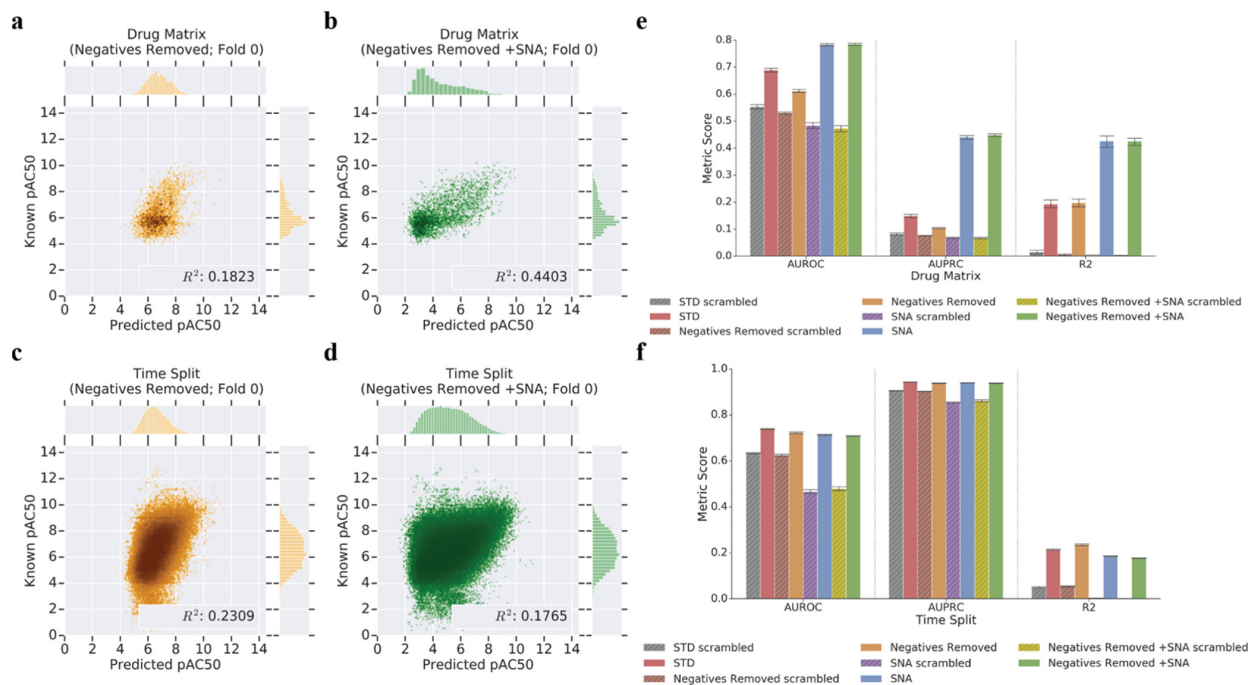 a
Drug Matrix
(Negatives Removed; Fold 0)
14
12
10
8
6
4
2
0
Known pAC50
R²: 0.1823
0 2 4 6 8 10 12 14
Predicted pAC50
b
Drug Matrix
(Negatives Removed +SNA; Fold 0)
14
12
10
8
6
4
2
0
Known pAC50
R²: 0.4403
0 2 4 6 8 10 12 14
Predicted pAC50
c
Time Split
(Negatives Removed; Fold 0)
14
12
10
8
6
4
2
0
Known pAC50
R²: 0.2309
0 2 4 6 8 10 12 14
Predicted pAC50
d
Time Split
(Negatives Removed +SNA; Fold 0)
14
12
10
8
6
4
2
0
Known pAC50
R²: 0.1765
0 2 4 6 8 10 12 14
Predicted pAC50
e
0.8
0.7
0.6
0.5
0.4
0.3
0.2
0.1
0.0
Metric Score
AUROC AUPRC R2
Drug Matrix
STD scrambled
STD
Negatives Removed scrambled
Negatives Removed
SNA scrambled
SNA
Negatives Removed +SNA scrambled
Negatives Removed +SNA
f
1.0
0.8
0.6
0.4
0.2
0.0
Metric Score
AUROC AUPRC R2
Time Split
STD scrambled
STD
Negatives Removed scrambled
Negatives Removed
SNA scrambled
SNA
Negatives Removed +SNA scrambled
Negatives Removed +SNA